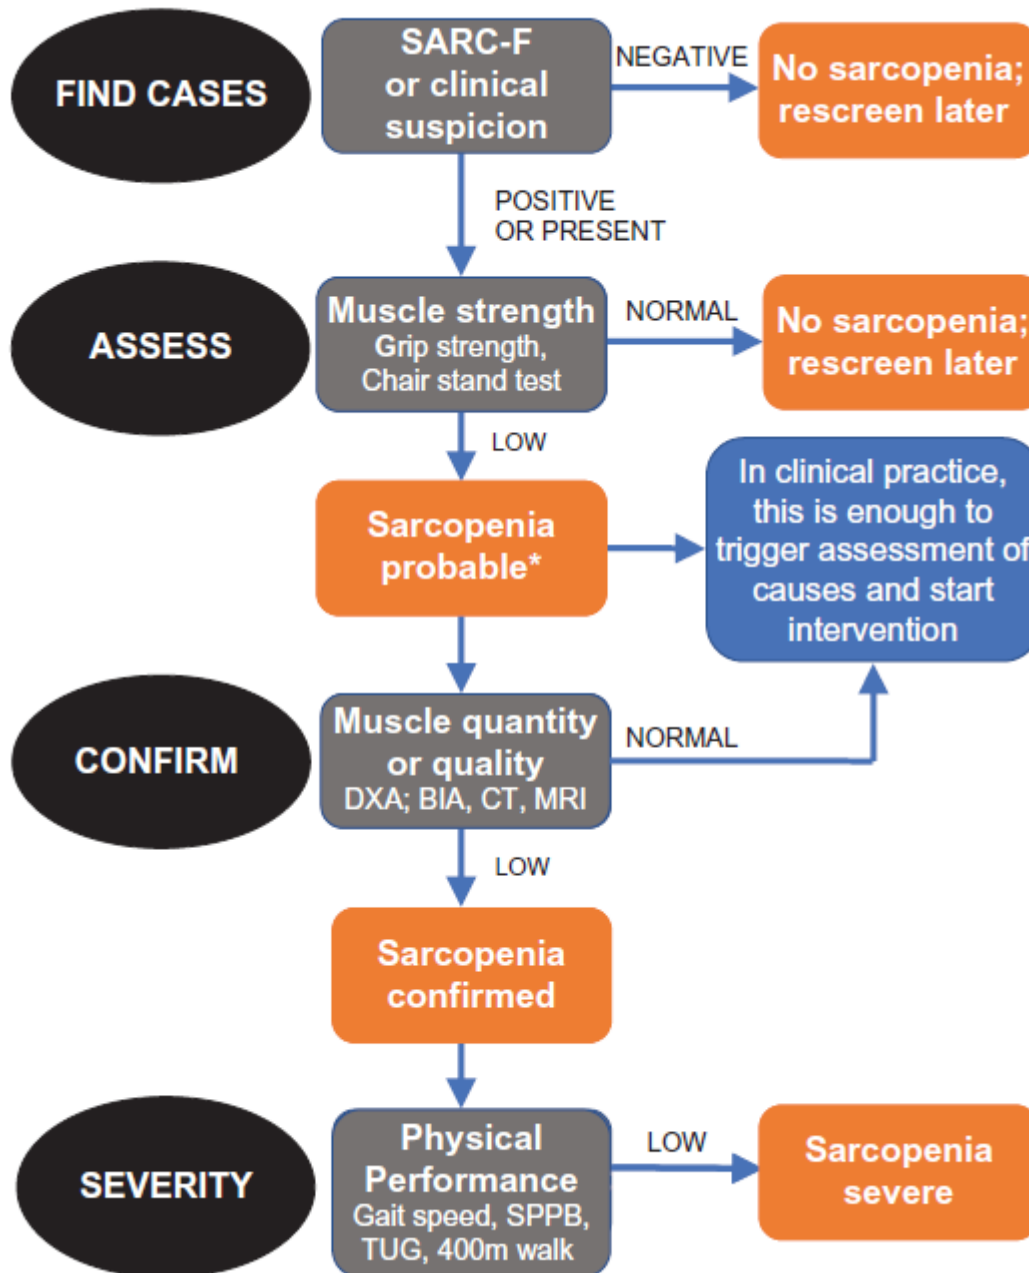 FIND CASES
SARC-F
or clinical
suspicion
NEGATIVE
No sarcopenia;
rescreen later
POSITIVE
OR PRESENT
ASSESS
Muscle strength
Grip strength,
Chair stand test
NORMAL
No sarcopenia;
rescreen later
LOW
Sarcopenia
probable*
In clinical practice,
this is enough to
trigger assessment of
causes and start
intervention
CONFIRM
Muscle quantity
or quality
DXA; BIA, CT, MRI
NORMAL
LOW
Sarcopenia
confirmed
SEVERITY
Physical
Performance
Gait speed, SPPB,
TUG, 400m walk
LOW
Sarcopenia
severe